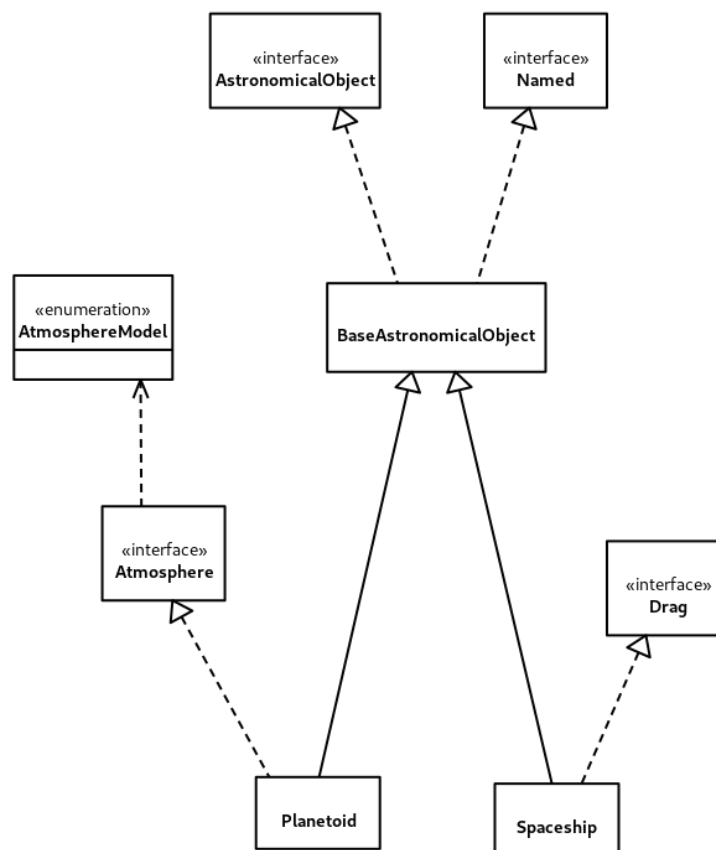 «interface»
AstronomicalObject
«interface»
Named
«enumeration»
AtmosphereModel
BaseAstronomicalObject
«interface»
Atmosphere
«interface»
Drag
Planetoid
Spaceship